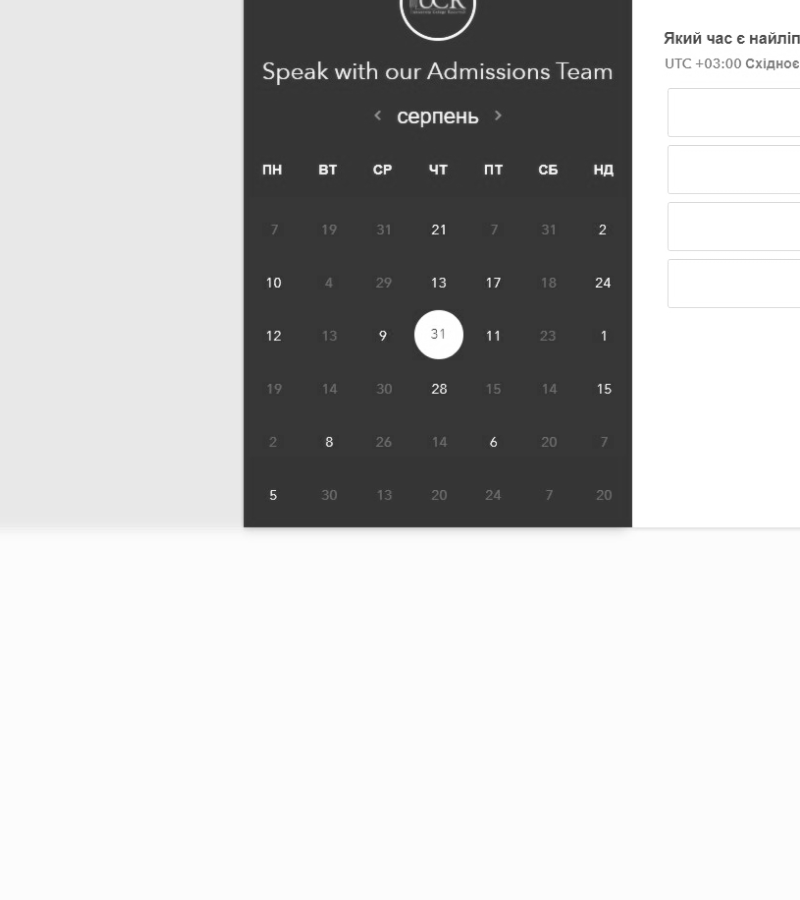 UCR
Speak with our Admissions Team
серпень
ПН ВТ СР ЧТ ПТ СБ НД
7 19 31 21 7 31 2
10 4 29 13 17 18 24
12 13 9 31 11 23 1
19 14 30 28 15 14 15
2 8 26 14 6 20 7
5 30 13 20 24 7 20
Який час є найліп
UTC +03:00 Східноє